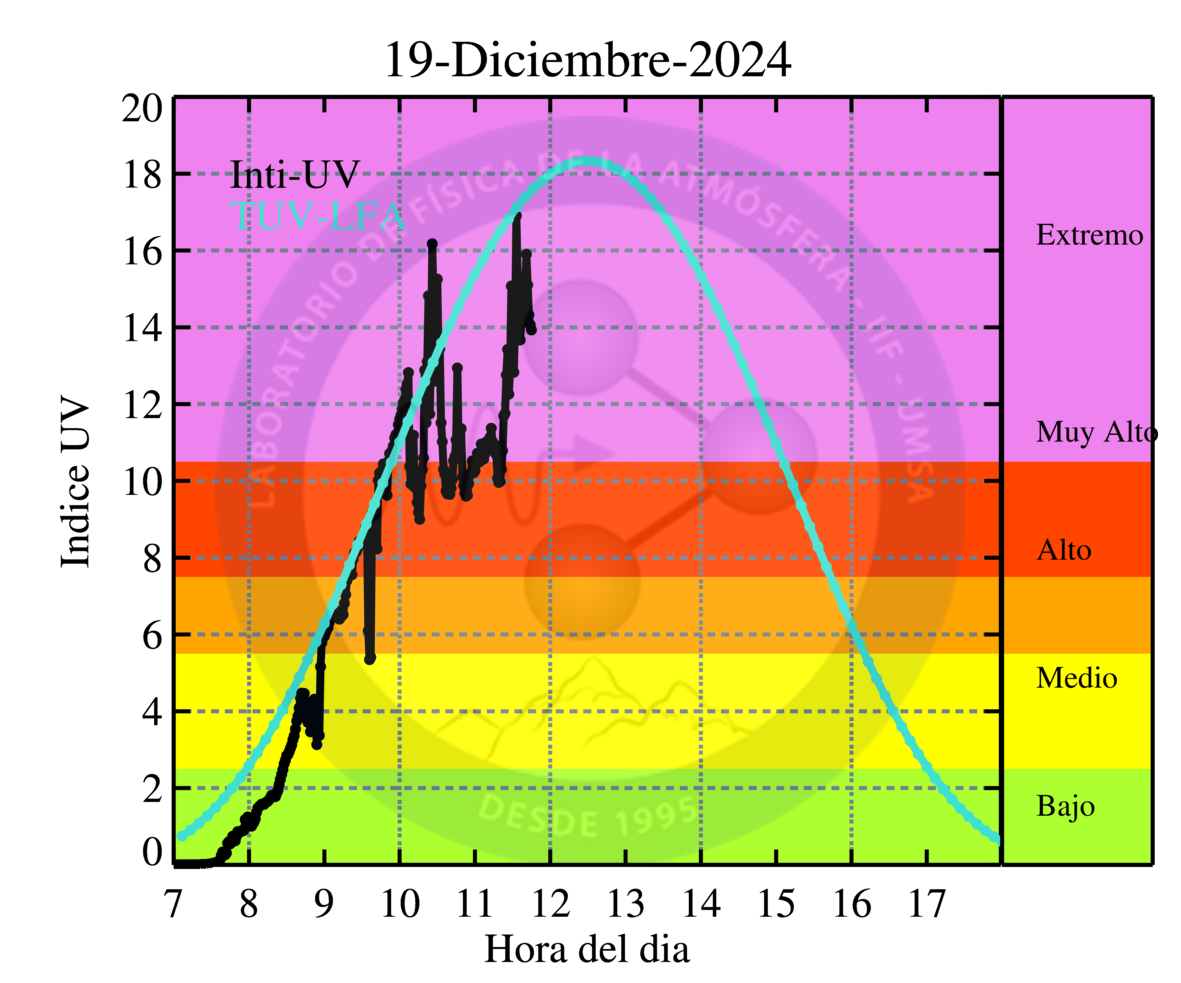 19-Diciembre-2024
Inti-UV
TUV-LFA
20
18
16
14
12
10
8
6
4
2
0
Indice UV
7 8 9 10 11 12 13 14 15 16 17
Hora del dia
Extremo
Muy Alto
Alto
Medio
Bajo
LABORATORIO DE FÍSICA DE LA ATMÓSFERA - IIF - UMSA
DESDE 1995